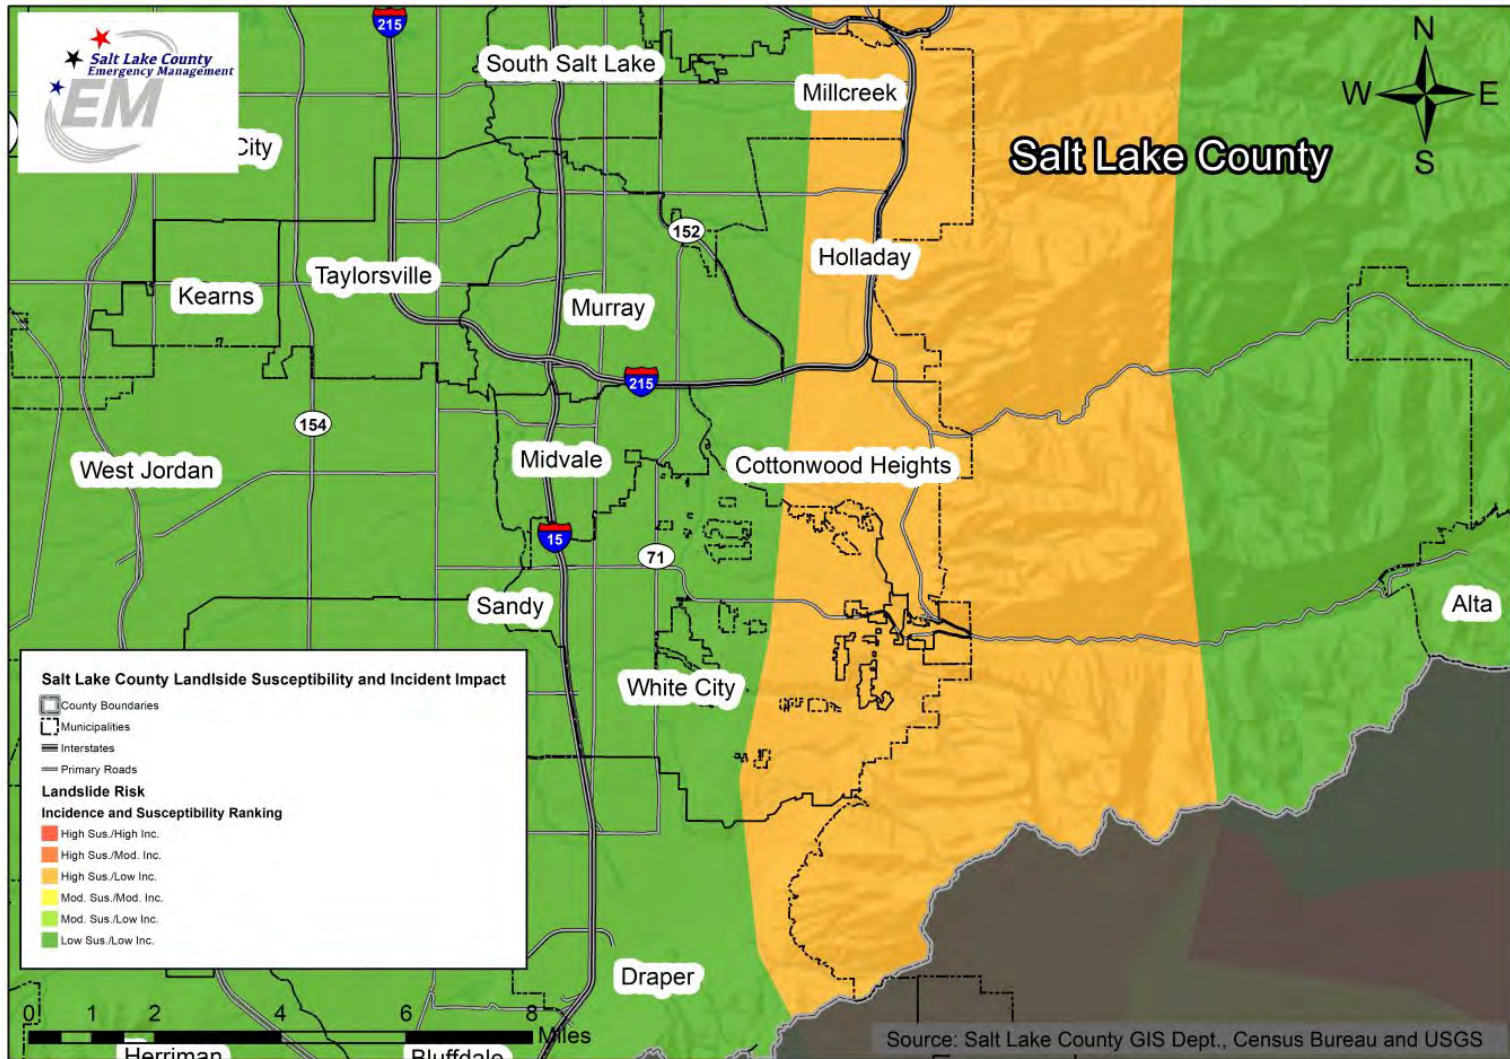 215
Salt Lake County
Emergency Management
EM
City
South Salt Lake
Millcreek
N
W
E
S
Salt Lake County
152
Holladay
Taylorsville
Kearns
Murray
215
154
West Jordan
Midvale
Cottonwood Heights
15
71
Sandy
Alta
White City
Salt Lake County Landlside Susceptibility and Incident Impact
County Boundaries
Municipalities
Interstates
Primary Roads
Landslide Risk
Incidence and Susceptibility Ranking
High Sus./High Inc.
High Sus./Mod. Inc.
High Sus./Low Inc.
Mod. Sus./Mod. Inc.
Mod. Sus./Low Inc.
Low Sus./Low Inc.
Draper
0 1 2 4 6 8
Miles
Herriman
Bluffdale
Source: Salt Lake County GIS Dept., Census Bureau and USGS